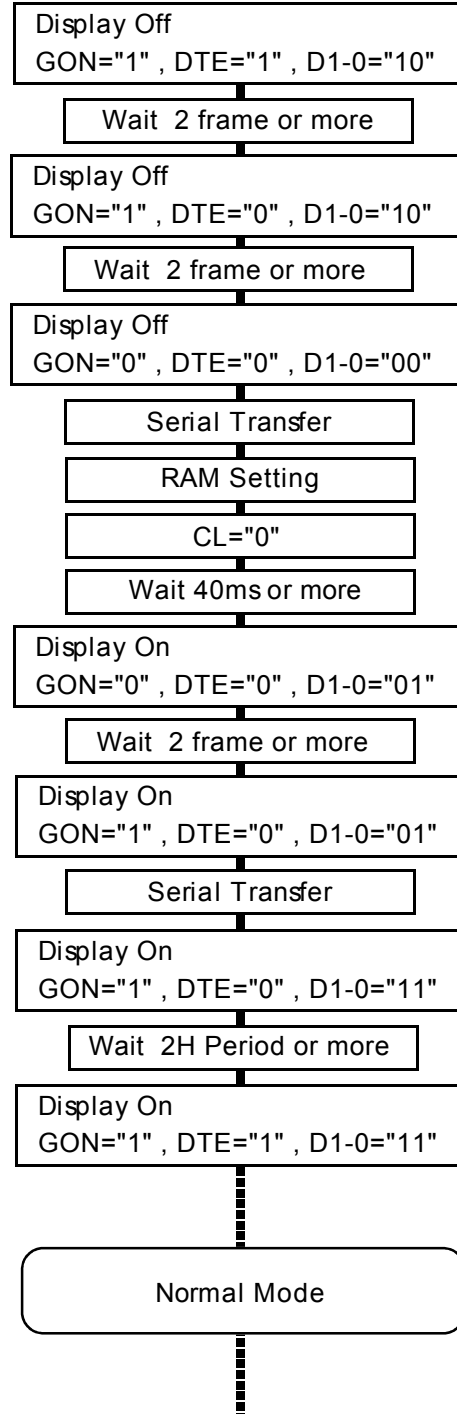 Display Off
GON="1" , DTE="1" , D1-0="10"
Wait 2 frame or more
Display Off
GON="1" , DTE="0" , D1-0="10"
Wait 2 frame or more
Display Off
GON="0" , DTE="0" , D1-0="00"
Serial Transfer
RAM Setting
CL="0"
Wait 40ms or more
Display On
GON="0" , DTE="0" , D1-0="01"
Wait 2 frame or more
Display On
GON="1" , DTE="0" , D1-0="01"
Serial Transfer
Display On
GON="1" , DTE="0" , D1-0="11"
Wait 2H Period or more
Display On
GON="1" , DTE="1" , D1-0="11"
Normal Mode